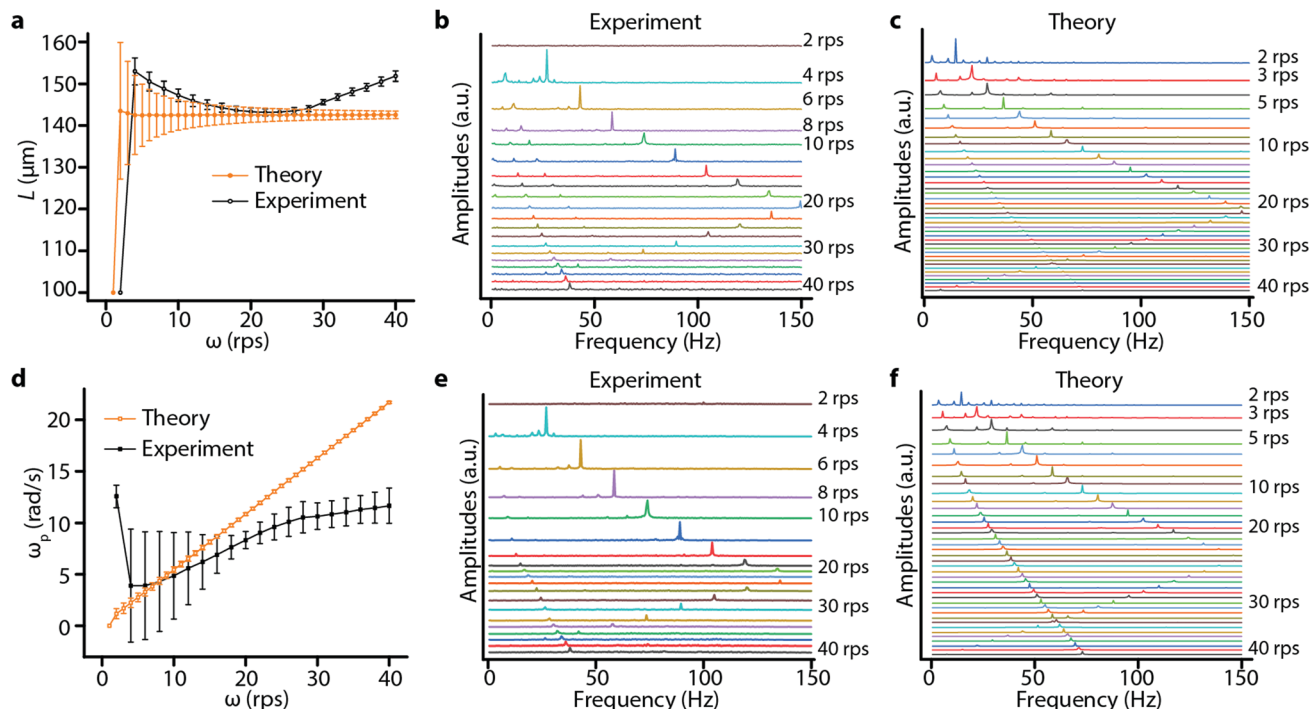 a
160
150
140
130
120
110
100
L (μm)
Theory
Experiment
0
10
20
30
40
ω (rps)
b
Experiment
Amplitudes (a.u.)
2 rps
4 rps
6 rps
8 rps
10 rps
20 rps
30 rps
40 rps
0
50
100
150
Frequency (Hz)
c
Theory
Amplitudes (a.u.)
2 rps
3 rps
5 rps
10 rps
20 rps
30 rps
40 rps
0
50
100
150
Frequency (Hz)
d
20
15
10
5
0
ωp (rad/s)
Theory
Experiment
0
10
20
30
40
ω (rps)
e
Experiment
Amplitudes (a.u.)
2 rps
4 rps
6 rps
8 rps
10 rps
20 rps
30 rps
40 rps
0
50
100
150
Frequency (Hz)
f
Theory
Amplitudes (a.u.)
2 rps
3 rps
5 rps
10 rps
20 rps
30 rps
40 rps
0
50
100
150
Frequency (Hz)